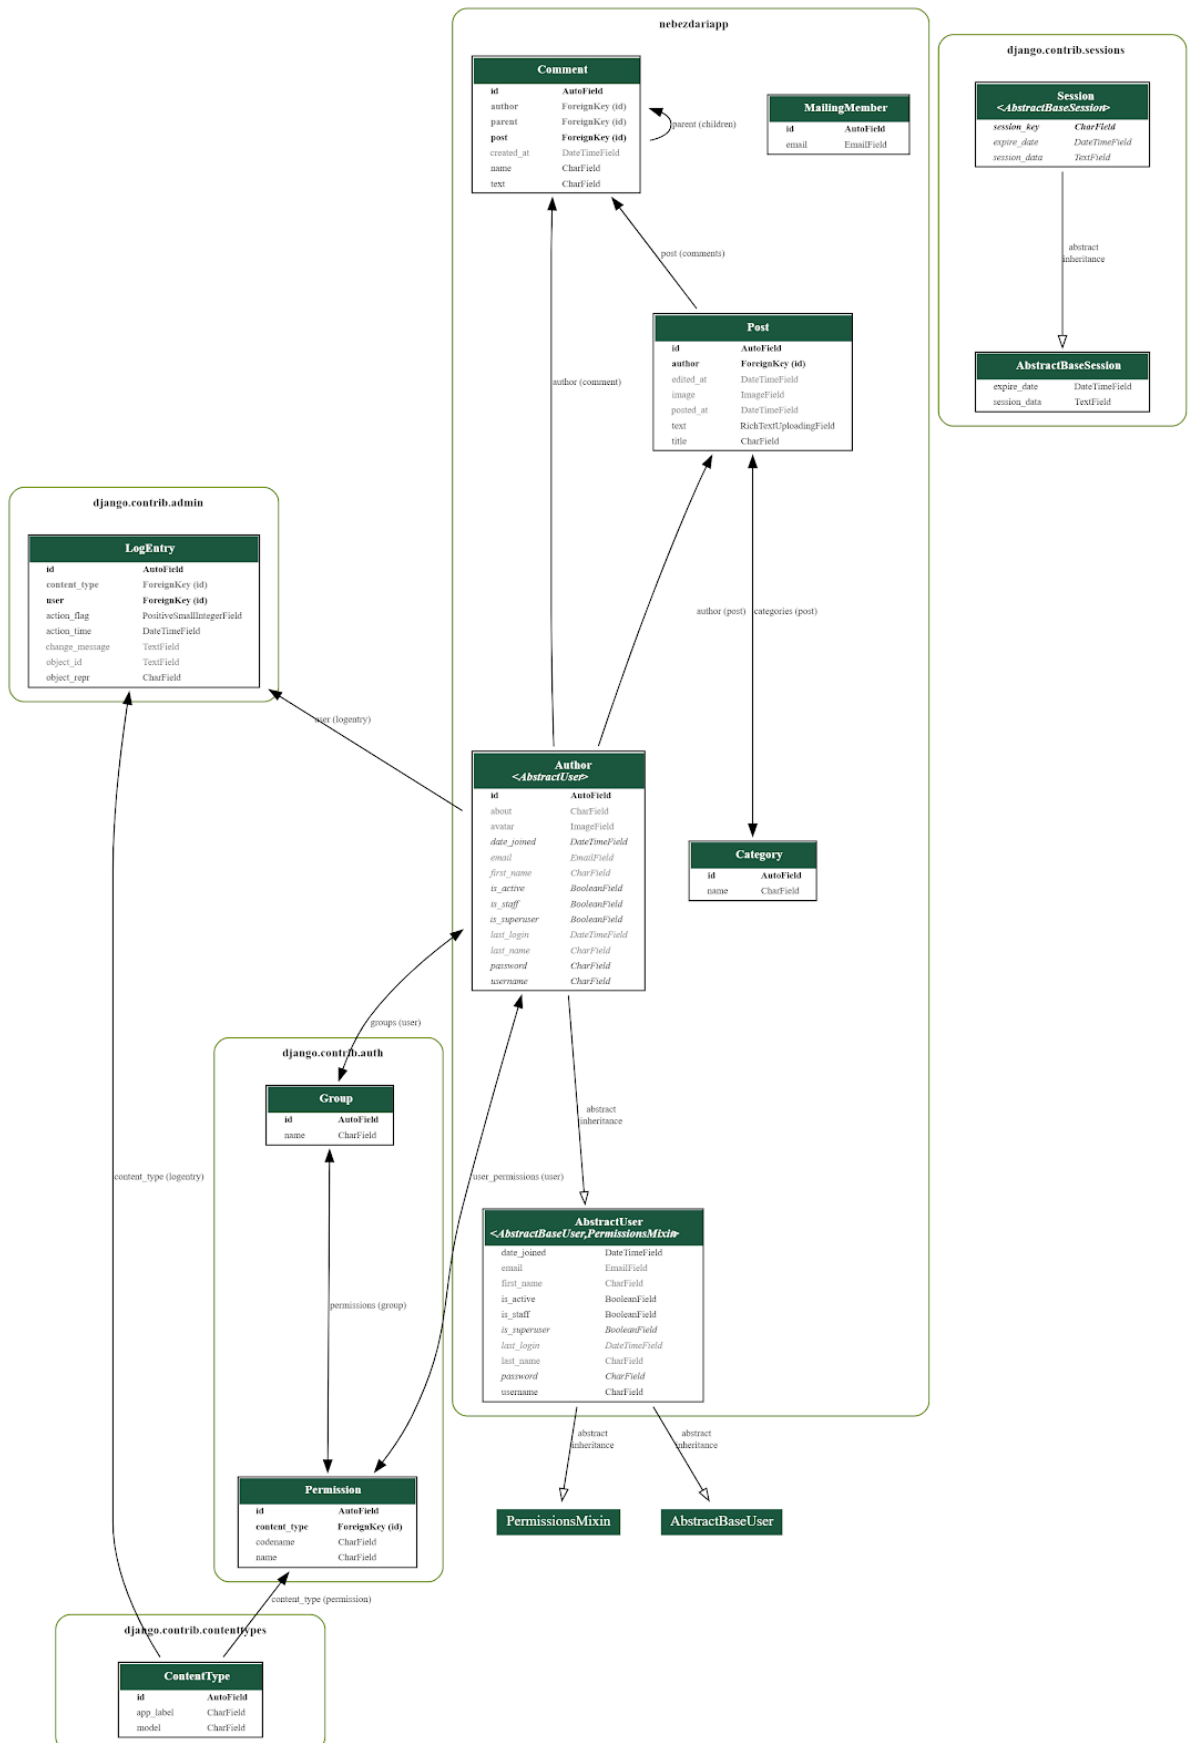 nebezdariapp
Comment
id AutoField
author ForeignKey (id)
parent ForeignKey (id)
post ForeignKey (id)
created_at DateTimeField
name CharField
text CharField
parent (children)
MailingMember
id AutoField
email EmailField
django.contrib.sessions
Session
<AbstractBaseSession>
session_key CharField
expire_date DateTimeField
session_data TextField
abstract
inheritance
AbstractBaseSession
expire_date DateTimeField
session_data TextField
post (comments)
author (comment)
Post
id AutoField
author ForeignKey (id)
edited_at DateTimeField
image ImageField
posted_at DateTimeField
text RichTextUploadingField
title CharField
author (post)
categories (post)
django.contrib.admin
LogEntry
id AutoField
content_type ForeignKey (id)
user ForeignKey (id)
action_flag PositiveSmallIntegerField
action_time DateTimeField
change_message TextField
object_id TextField
object_repr CharField
user (logentry)
Author
<AbstractUser>
id AutoField
about CharField
avatar ImageField
date_joined DateTimeField
email EmailField
first_name CharField
is_active BooleanField
is_staff BooleanField
is_superuser BooleanField
last_login DateTimeField
last_name CharField
password CharField
username CharField
Category
id AutoField
name CharField
groups (user)
django.contrib.auth
Group
id AutoField
name CharField
abstract
inheritance
content_type (logentry)
user_permissions (user)
permissions (group)
AbstractUser
<AbstractBaseUser,PermissionsMixin>
date_joined DateTimeField
email EmailField
first_name CharField
is_active BooleanField
is_staff BooleanField
is_superuser BooleanField
last_login DateTimeField
last_name CharField
password CharField
username CharField
abstract
inheritance
abstract
inheritance
PermissionsMixin
AbstractBaseUser
Permission
id AutoField
content_type ForeignKey (id)
codename CharField
name CharField
content_type (permission)
django.contrib.contenttypes
ContentType
id AutoField
app_label CharField
model CharField